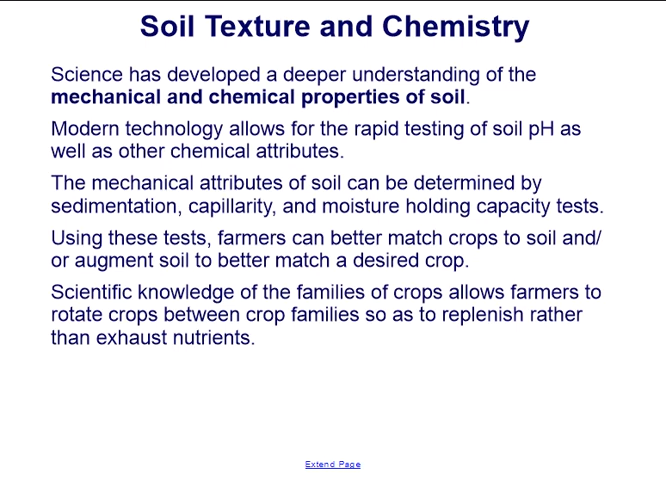 Soil Texture and Chemistry
Science has developed a deeper understanding of the
mechanical and chemical properties of soil.
Modern technology allows for the rapid testing of soil pH as
well as other chemical attributes.
The mechanical attributes of soil can be determined by
sedimentation, capillarity, and moisture holding capacity tests.
Using these tests, farmers can better match crops to soil and/
or augment soil to better match a desired crop.
Scientific knowledge of the families of crops allows farmers to
rotate crops between crop families so as to replenish rather
than exhaust nutrients.
Extend Page